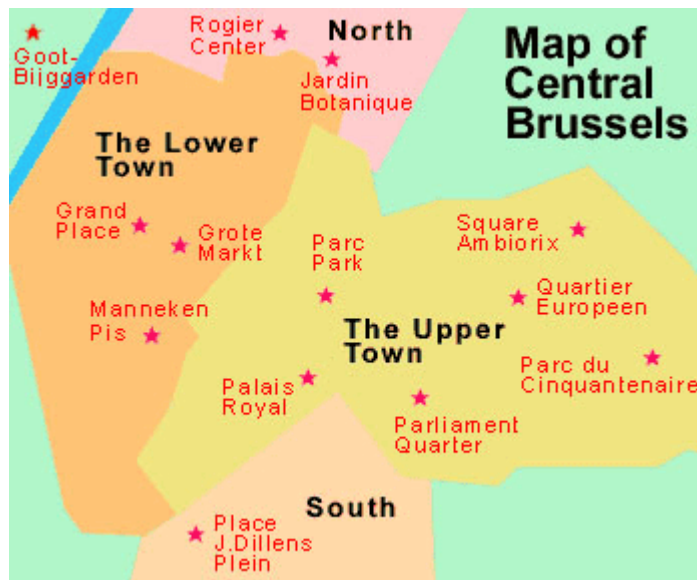 Map of
Central
Brussels
Goot-
Bijggarden
Rogier
Center
North
Jardin
Botanique
The Lower
Town
Grand
Place
Grote
Markt
Parc
Park
Square
Ambiorix
Quartier
Europeen
Manneken
Pis
The Upper
Town
Parc du
Cinquantenaire
Palais
Royal
Parliament
Quarter
South
Place
J.Dillens
Plein